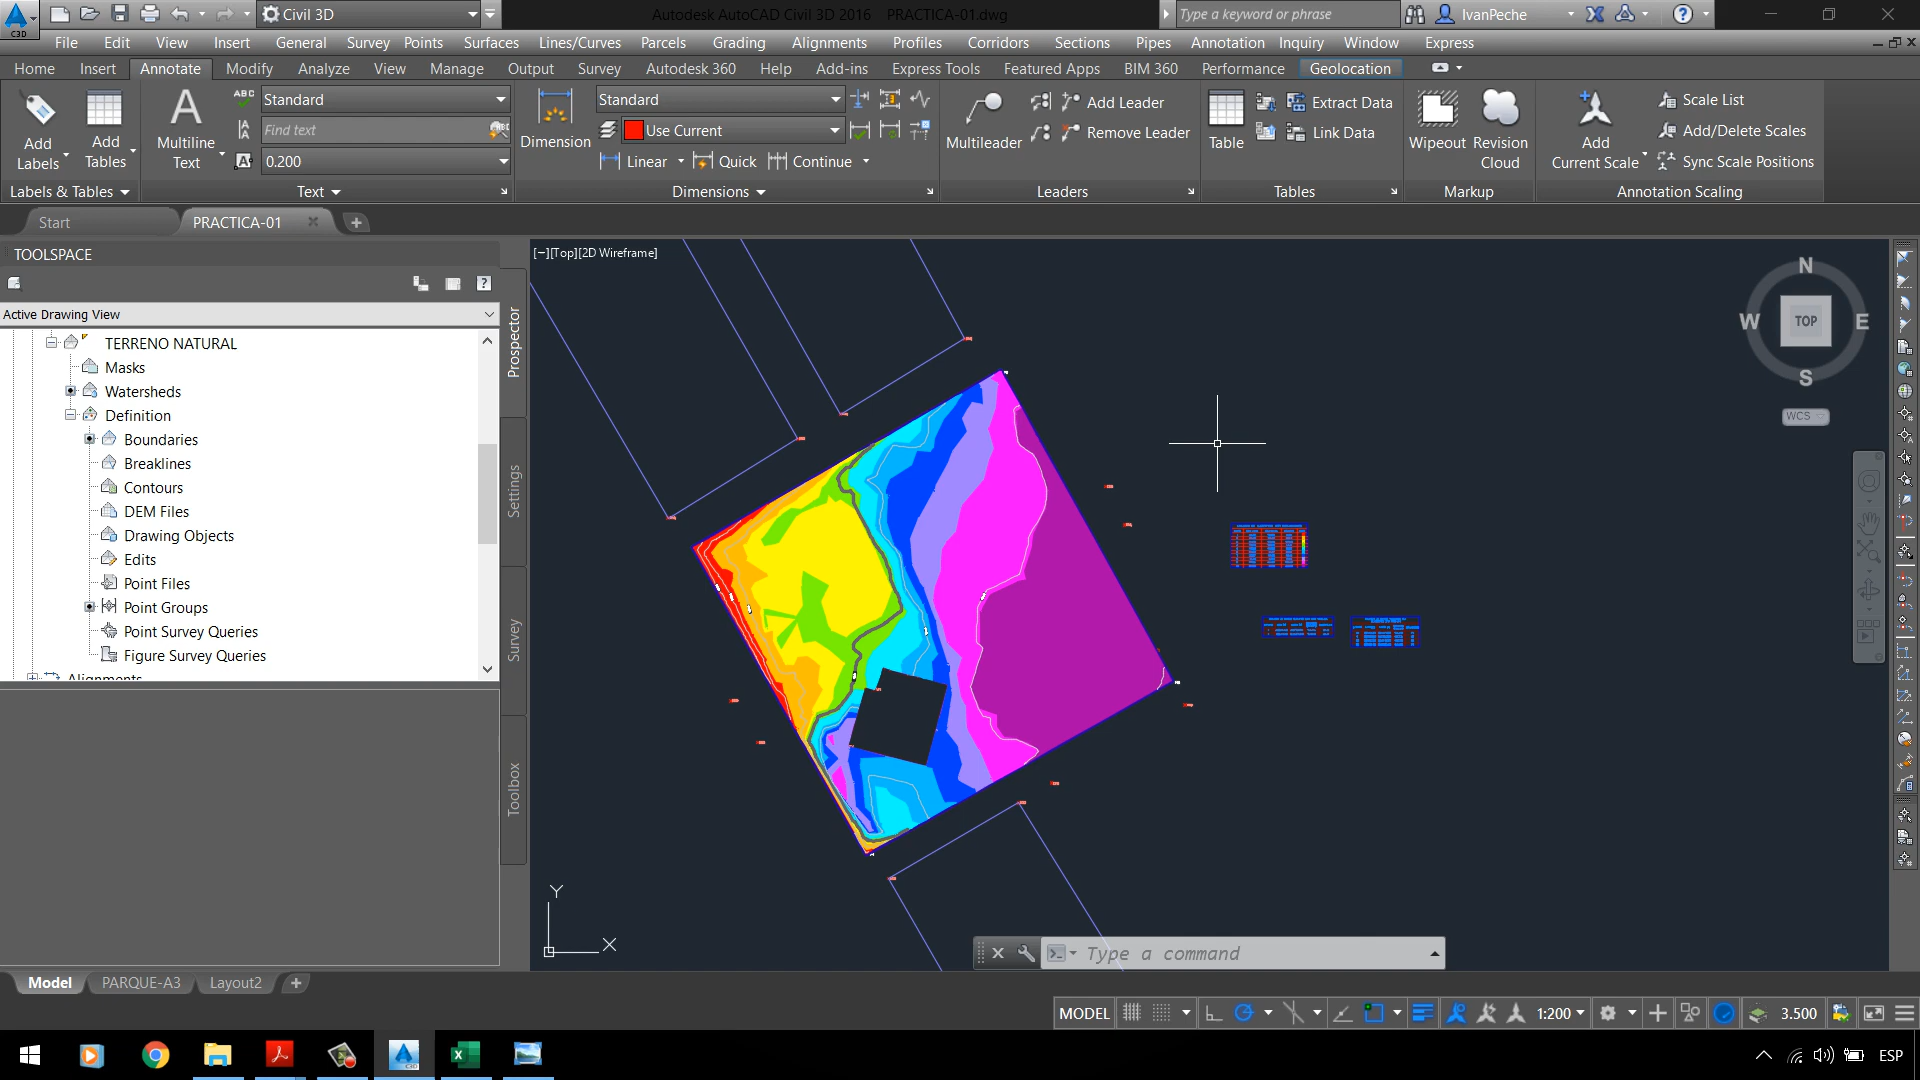 Civil 3D
Autodesk AutoCAD Civil 3D 2016 PRACTICA-01.dwg
Type a keyword or phrase
IvanPeche
C3D
File Edit View Insert General Survey Points Surfaces Lines/Curves Parcels Grading Alignments Profiles Corridors Sections Pipes Annotation Inquiry Window Express
Home Insert Annotate Modify Analyze View Manage Output Survey Autodesk 360 Help Add-ins Express Tools Featured Apps BIM 360 Performance Geolocation
Add Labels
Add Tables
Labels & Tables
Multiline Text
ABC
Standard
Find text
0.200
Text
Dimension
Standard
Use Current
Linear Quick Continue
Dimensions
Multileader
Add Leader
Remove Leader
Leaders
Table
Extract Data
Link Data
Tables
Wipeout
Revision Cloud
Markup
Add Current Scale
Scale List
Add/Delete Scales
Sync Scale Positions
Annotation Scaling
Start PRACTICA-01
TOOLSPACE
Active Drawing View
TERRENO NATURAL
Masks
Watersheds
Definition
Boundaries
Breaklines
Contours
DEM Files
Drawing Objects
Edits
Point Files
Point Groups
Point Survey Queries
Figure Survey Queries
Alignments
Prospector
Settings
Survey
Toolbox
[−][Top][2D Wireframe]
N
W TOP E
S
WCS
Y
X
Type a command
Model PARQUE-A3 Layout2
MODEL 1:200 3.500
ESP